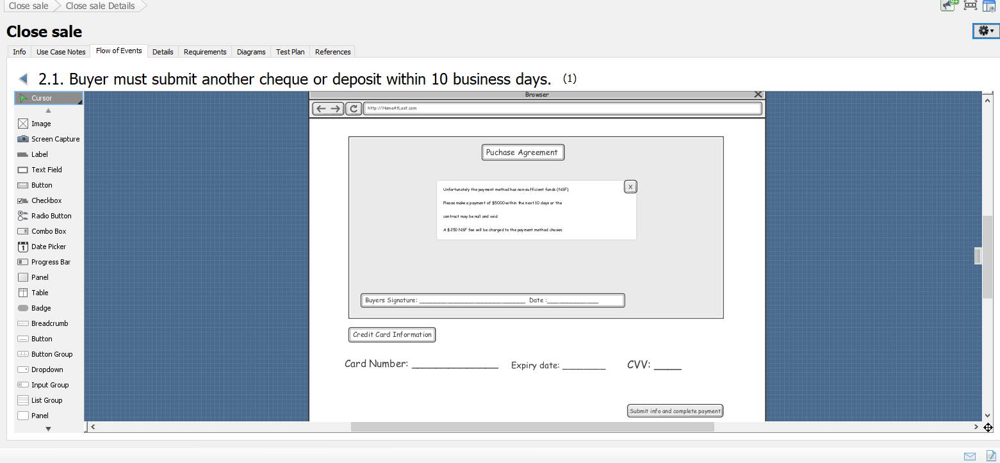 Close sale Close sale Details
9+
Close sale
Info Use Case Notes Flow of Events Details Requirements Diagrams Test Plan References
2.1. Buyer must submit another cheque or deposit within 10 business days. (1)
Cursor
Image
Screen Capture
Label
Text Field
Button
Checkbox
Radio Button
Combo Box
1 Date Picker
Progress Bar
Panel
Table
Badge
Breadcrumb
Button
Button Group
Dropdown
Input Group
List Group
Panel
Browser
http://HomeAtLast.com
Puchase Agreement
X
Unfortunately the payment method has non-sufficient funds (NSF).
Please make a payment of $5000 within the next 10 days or the
contract may be null and void.
A $250 NSF fee will be charged to the payment method chosen.
Buyers Signature: ____________________________ Date :______________
Credit Card Information
Card Number: ______________ Expiry date: ________ CVV: ____
Submit info and complete payment